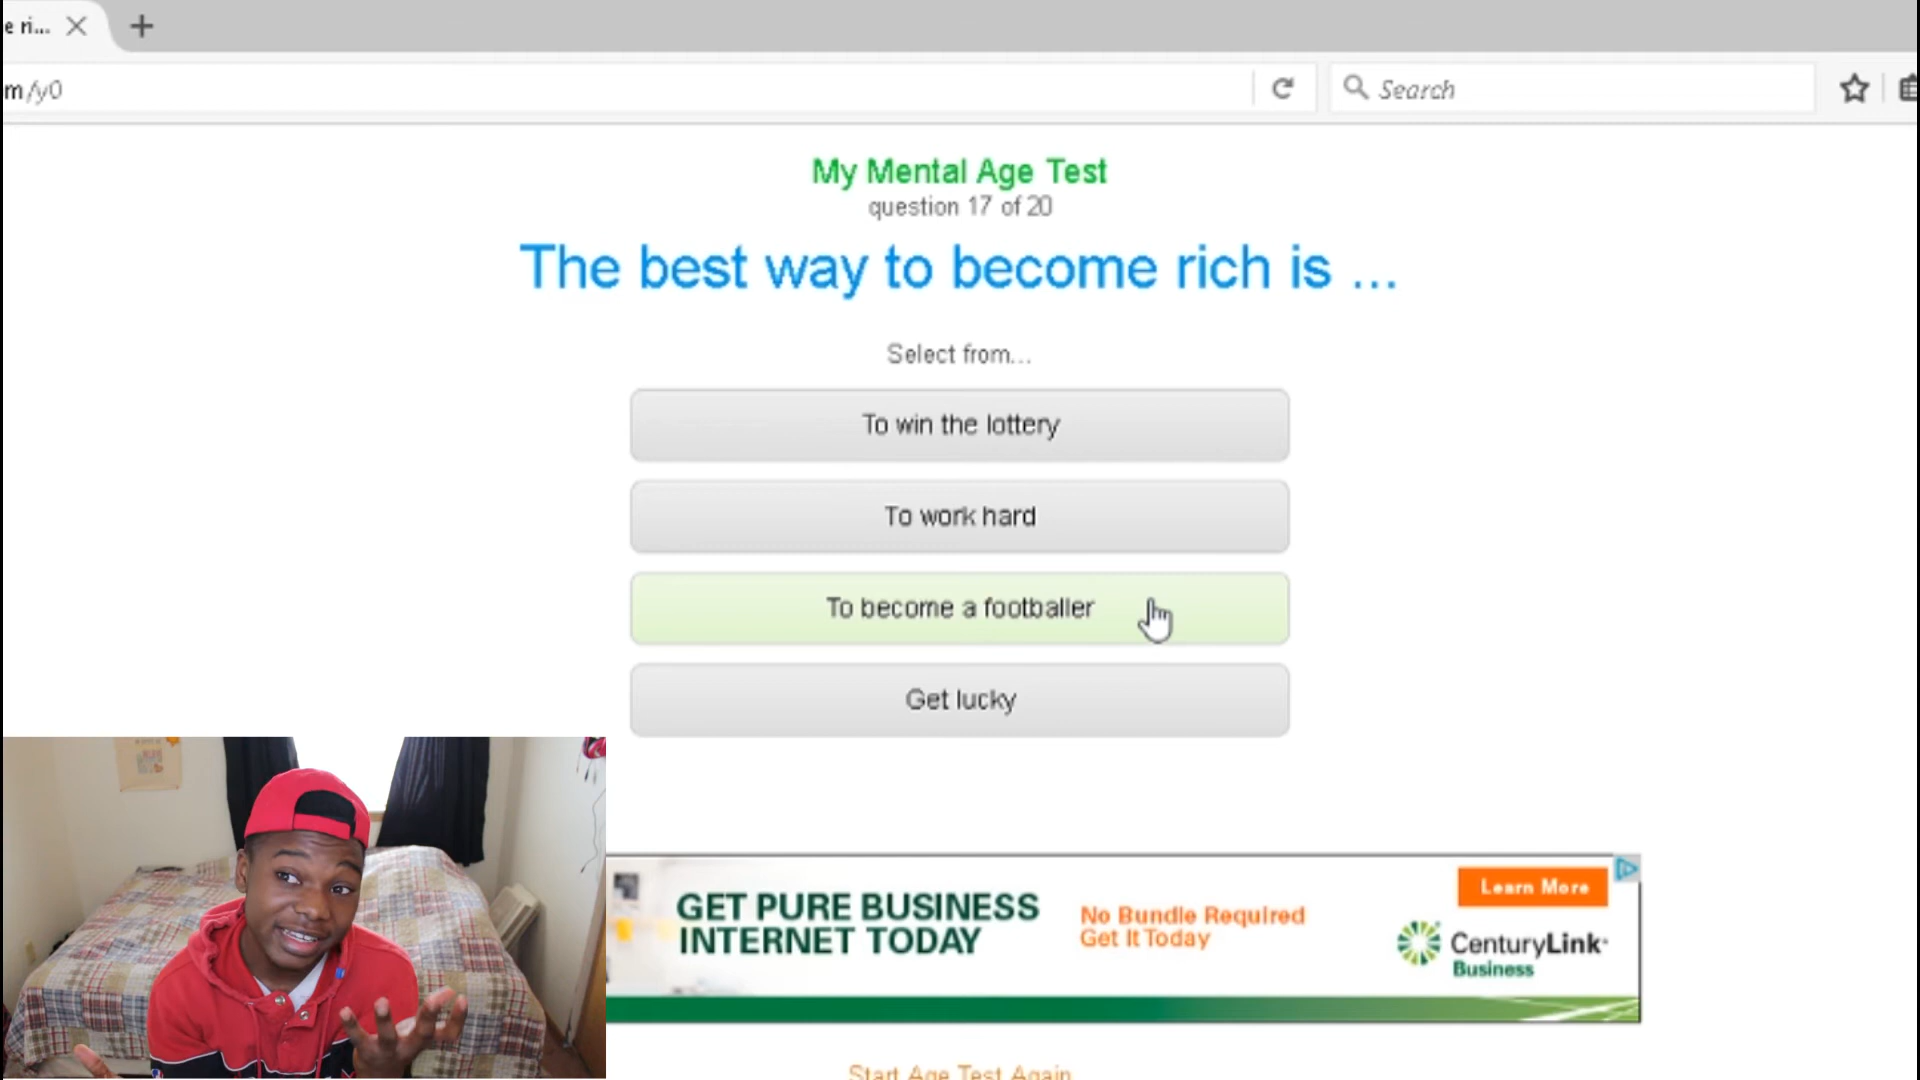 e ri...
m/y0
Search
My Mental Age Test
question 17 of 20
The best way to become rich is ...
Select from...
To win the lottery
To work hard
To become a footballer
Get lucky
GET PURE BUSINESS
INTERNET TODAY
No Bundle Required
Get It Today
Learn More
CenturyLink
Business
Start Age Test Again